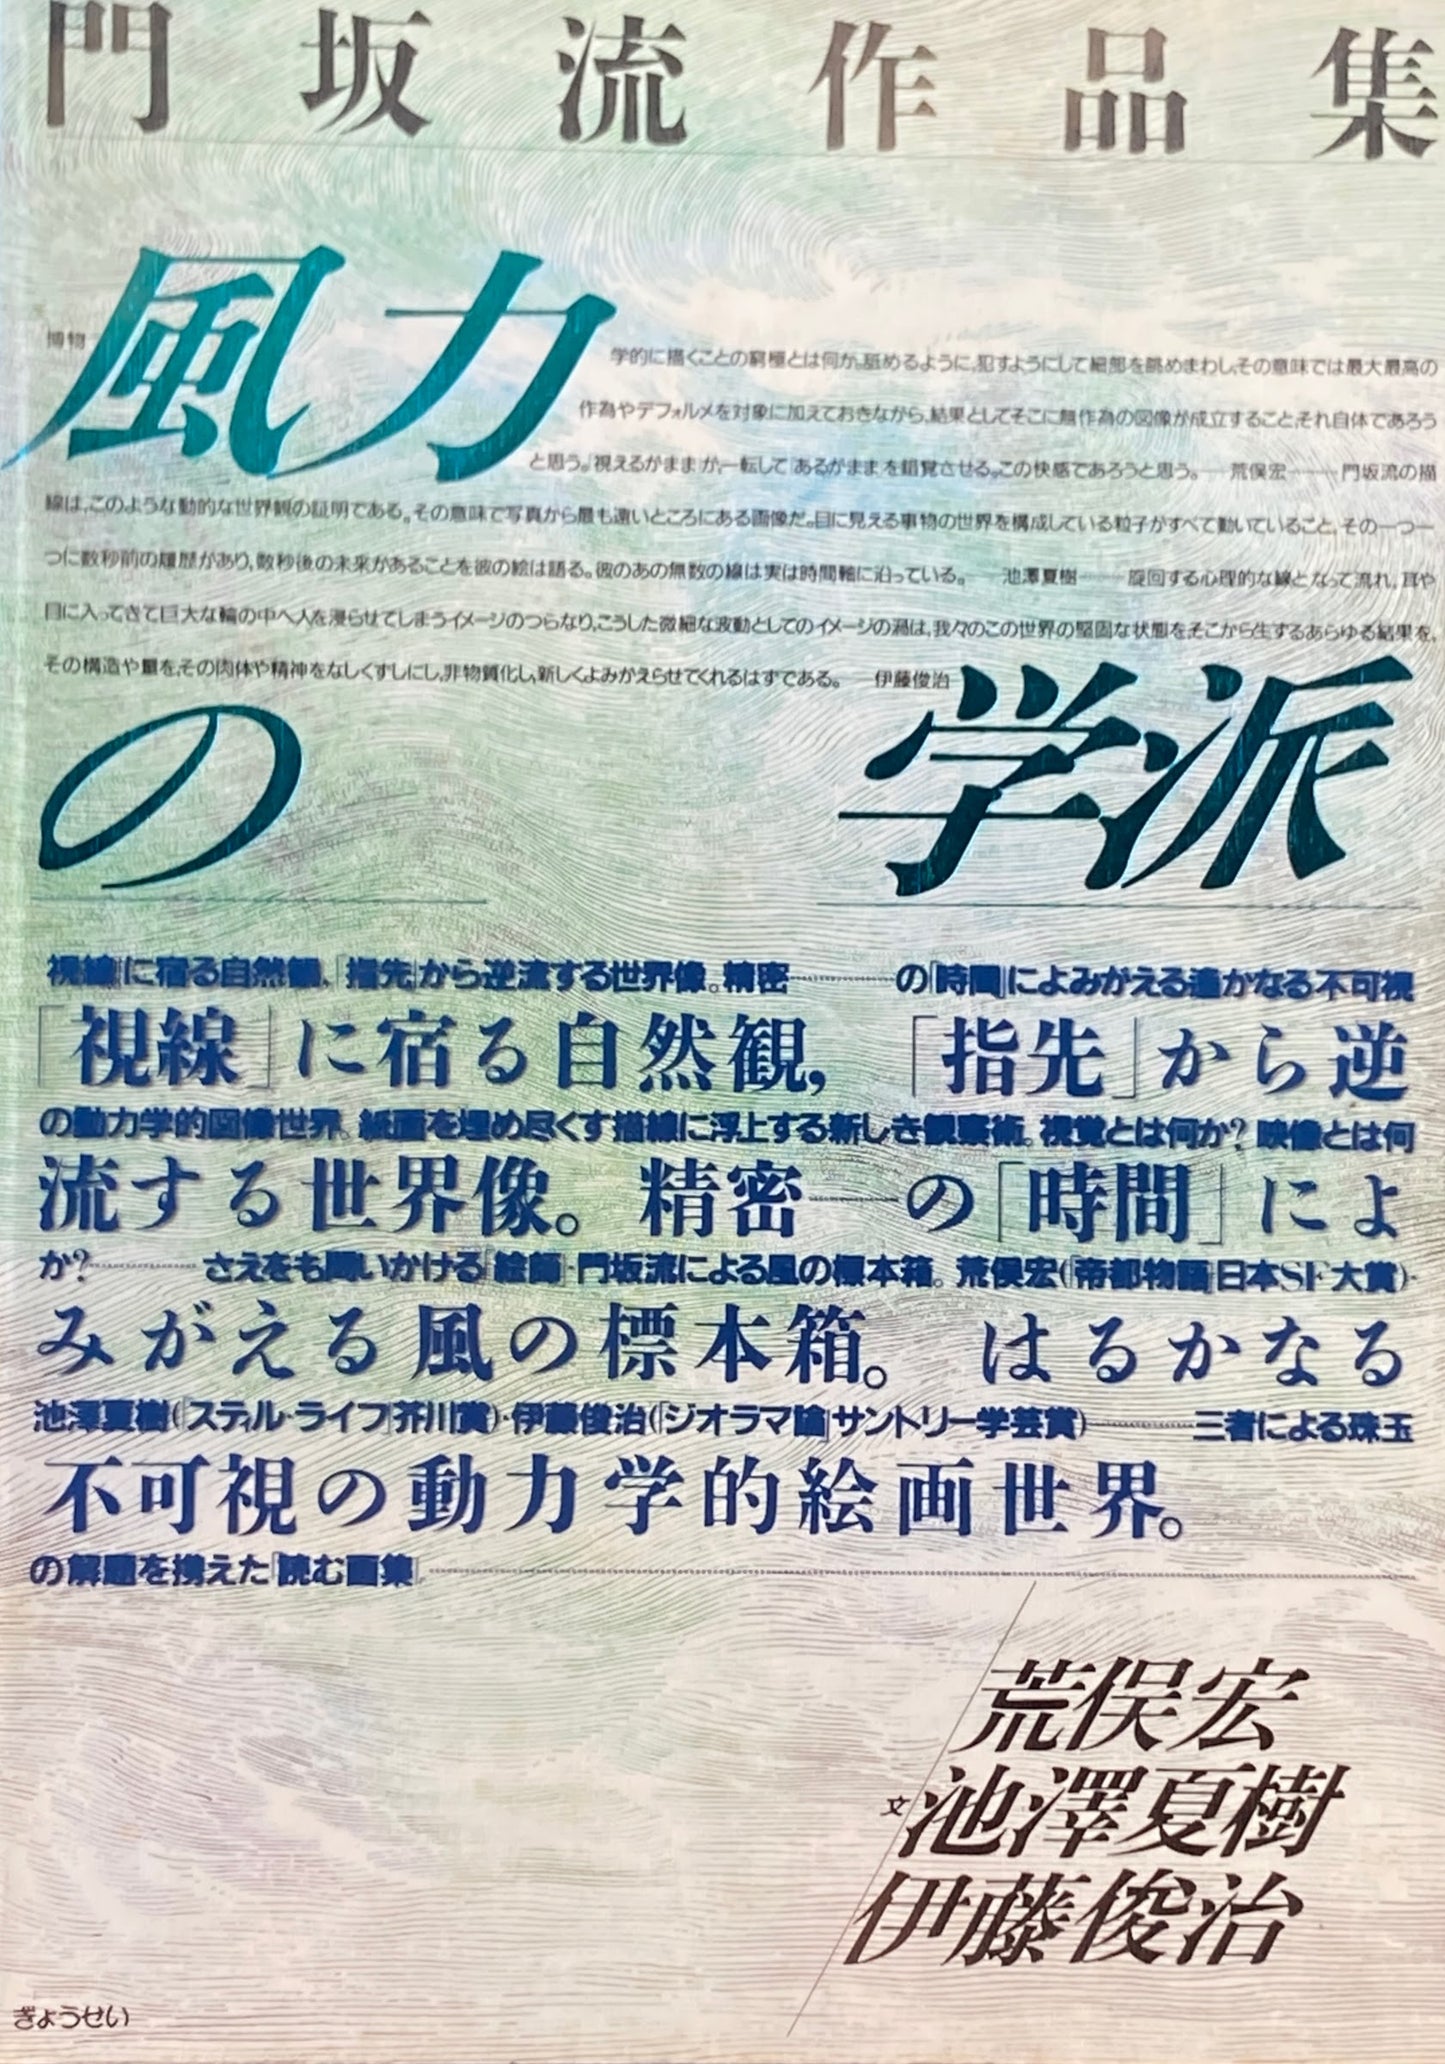 門坂流作品集
風力
博物
学的に描くことの窮極とは何か。舐めるように、犯すようにして細部を眺めまわし、その意味では最大最高の
作為やデフォルメを対象に加えておきながら、結果としてそこに無作為の図像が成立すること、それ自体であろう
と思う。「視えるがまま」が、一転して「あるがまま」を錯覚させる。この快感であろうと思う。——荒俣宏——門坂流の描
線は、このような動的な世界観の証明である。その意味で写真から最も遠いところにある画像だ。目に見える事物の世界を構成している粒子がすべて動いていること、その一つ一
つに数秒前の履歴があり、数秒後の未来があることを彼の絵は語る。彼のあの無数の線は実は時間軸に沿っている。——池澤夏樹——旋回する心理的な線となって流れ、耳や
目に入ってきて巨大な輪の中へ人を浸らせてしまうイメージのつらなり、こうした微細な波動としてのイメージの渦は、我々のこの世界の堅固な状態を、そこから生ずるあらゆる結果を、
その構造や量を、その肉体や精神をなしくずしにし、非物質化し、新しくよみがえらせてくれるはずである。——伊藤俊治
の学派
視線」に宿る自然観、「指先」から逆流する世界像。精密………の「時間」によみがえる遙かなる不可視
「視線」に宿る自然観，「指先」から逆
の動力学的図像世界。紙面を埋め尽くす描線に浮上する新しき観察術。視覚とは何か？映像とは何
流する世界像。精密——の「時間」によ
か？…………さえをも問いかける「絵師」・門坂流による風の標本箱。荒俣宏（「帝都物語」日本SF大賞）・
みがえる風の標本箱。はるかなる
池澤夏樹（「スティル・ライフ」芥川賞）・伊藤俊治（「ジオラマ論」サントリー学芸賞）…………三者による珠玉
不可視の動力学的絵画世界。
の解題を携えた「読む画集」。
荒俣宏
文 池澤夏樹
伊藤俊治
ぎょうせい